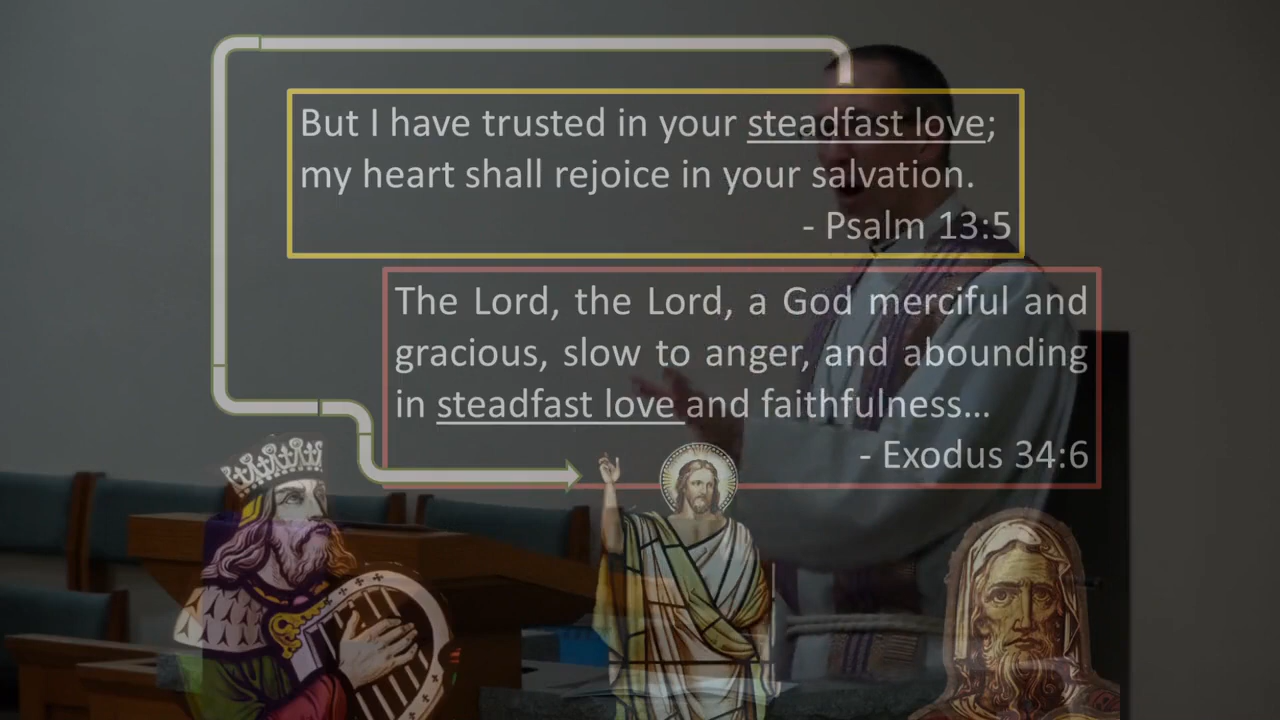 But I have trusted in your steadfast love;
my heart shall rejoice in your salvation.
- Psalm 13:5
The Lord, the Lord, a God merciful and
gracious, slow to anger, and abounding
in steadfast love and faithfulness...
- Exodus 34:6